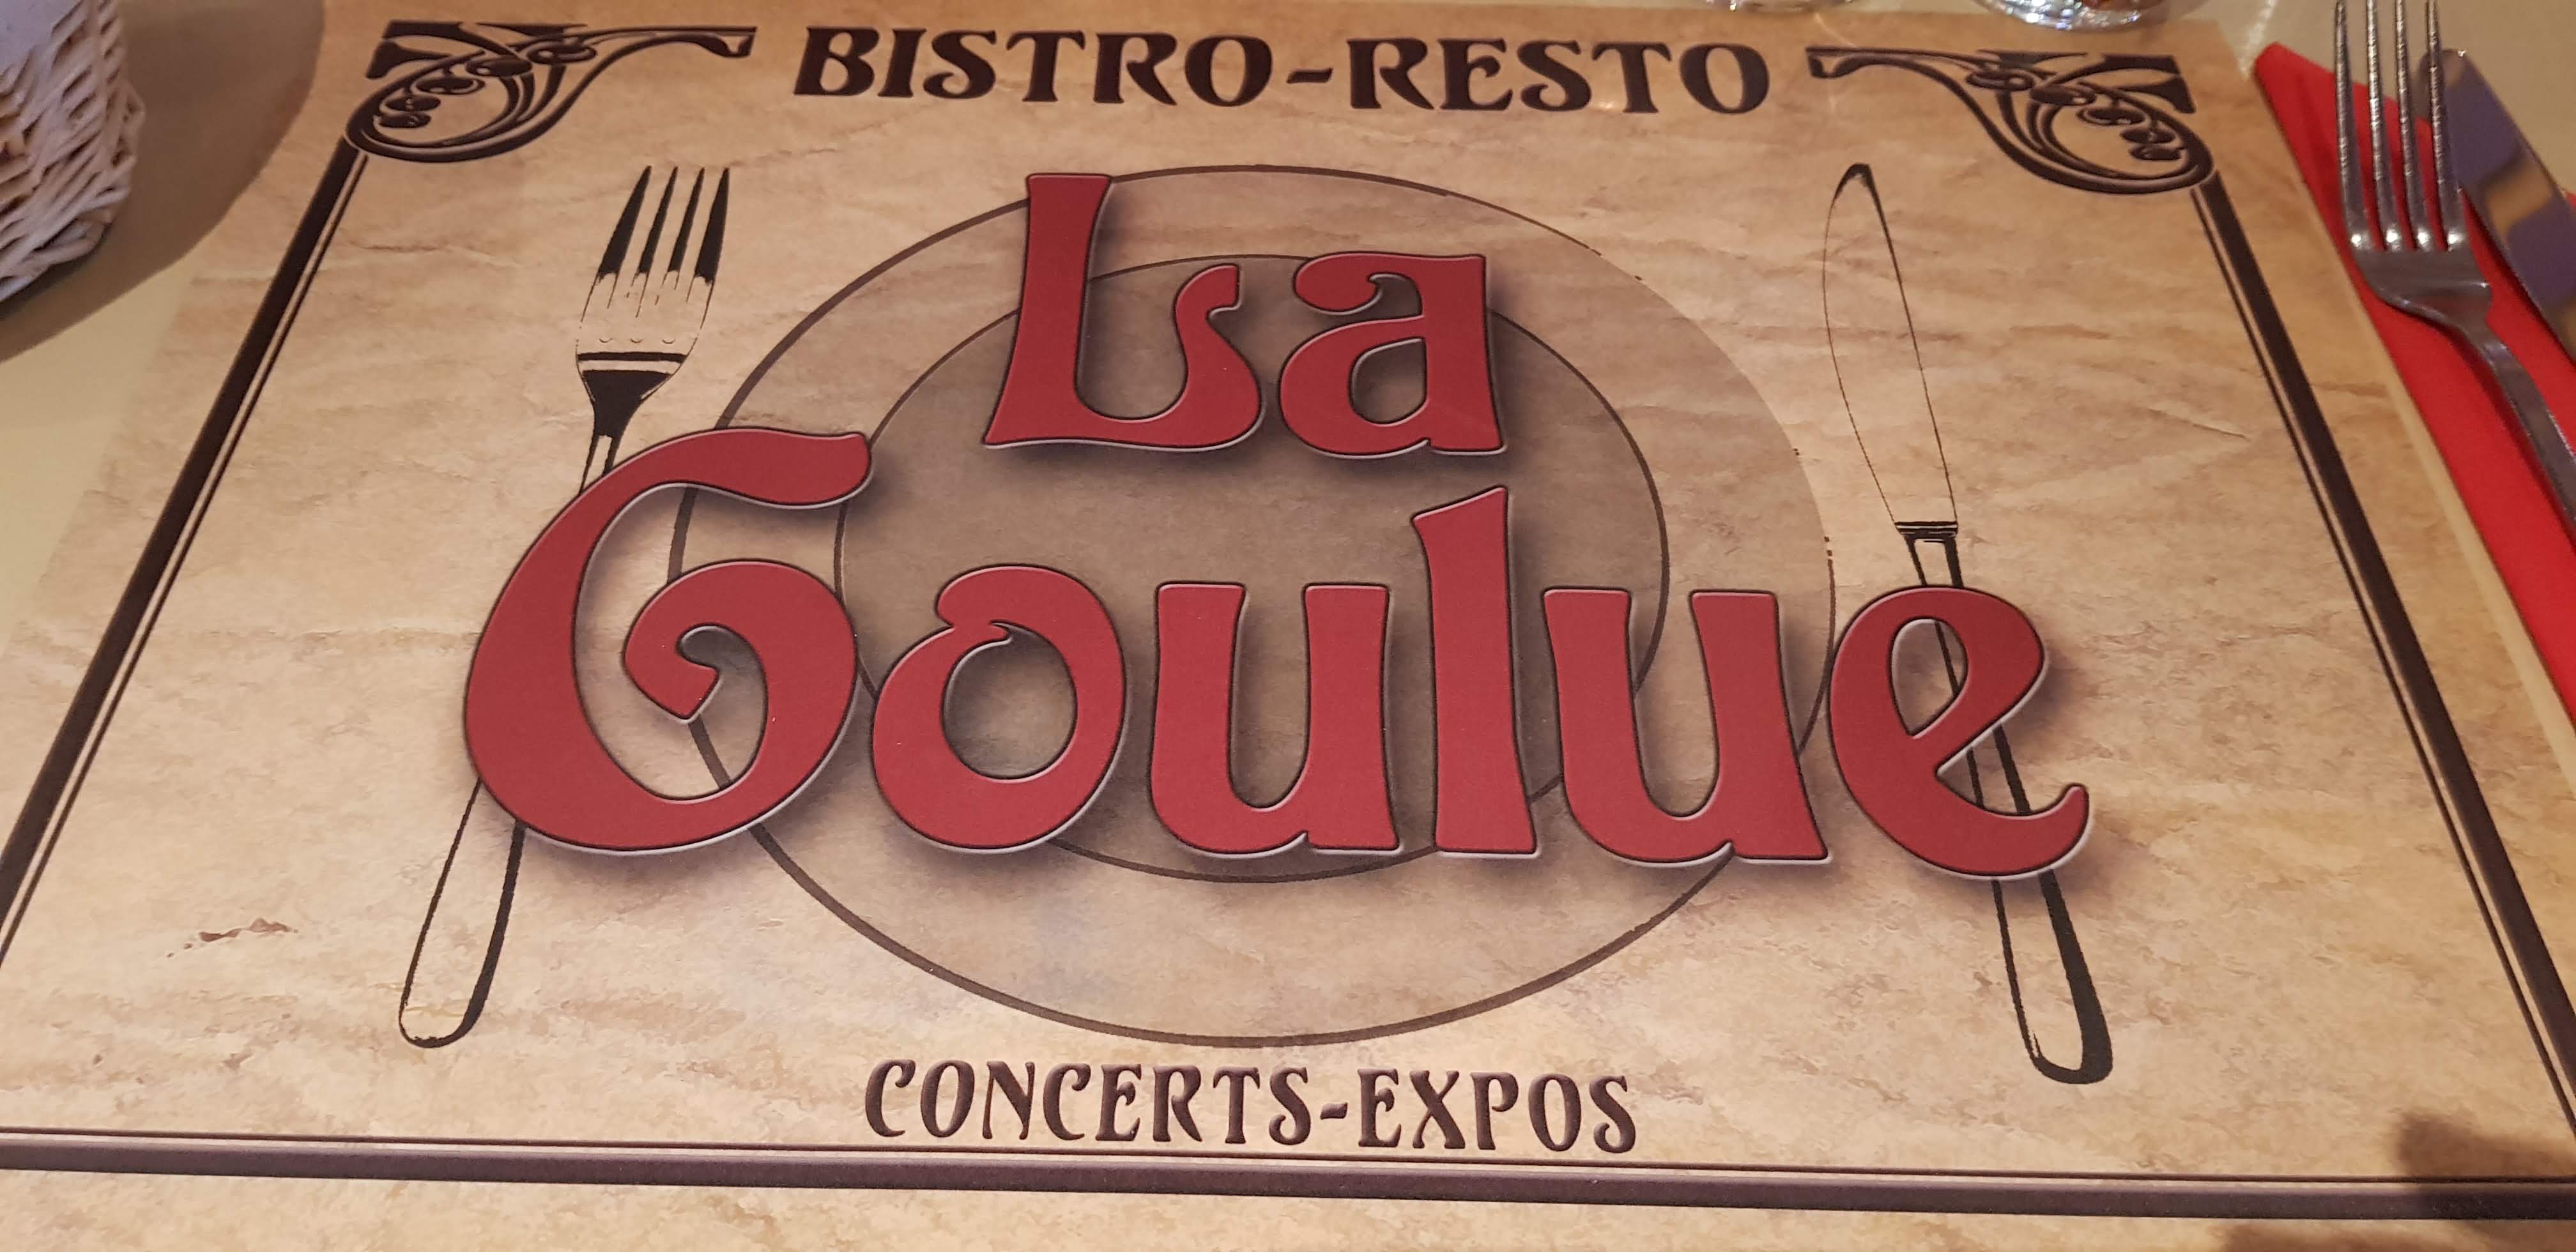 BISTRO-RESTO
La
Goulue
CONCERTS-EXPOS